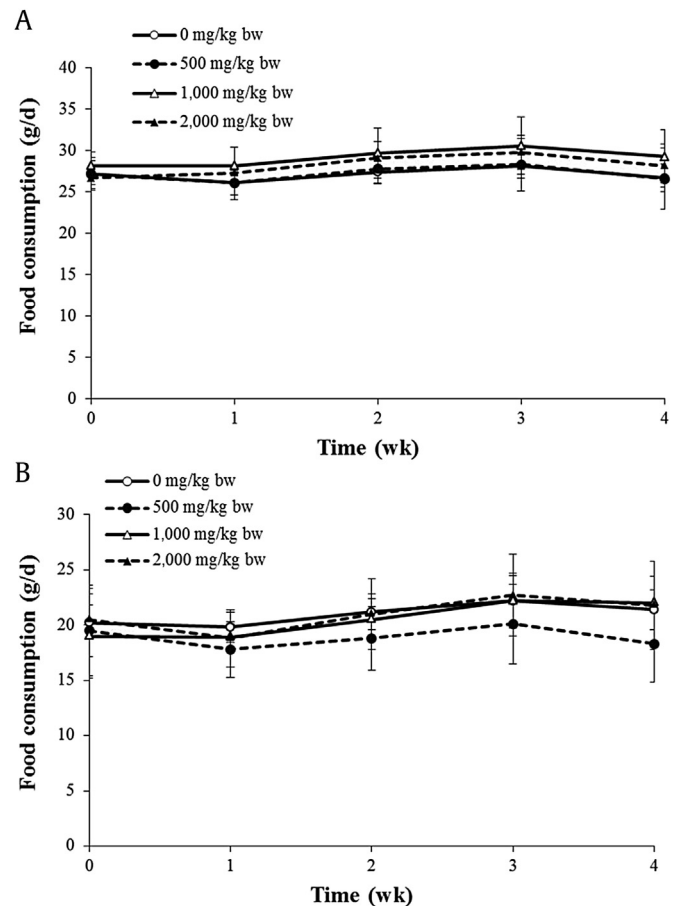 A
0 mg/kg bw
500 mg/kg bw
1,000 mg/kg bw
2,000 mg/kg bw
40
35
30
25
20
15
10
5
0
Food consumption (g/d)
0 1 2 3 4
Time (wk)
B
0 mg/kg bw
500 mg/kg bw
1,000 mg/kg bw
2,000 mg/kg bw
30
25
20
15
10
5
0
Food consumption (g/d)
0 1 2 3 4
Time (wk)